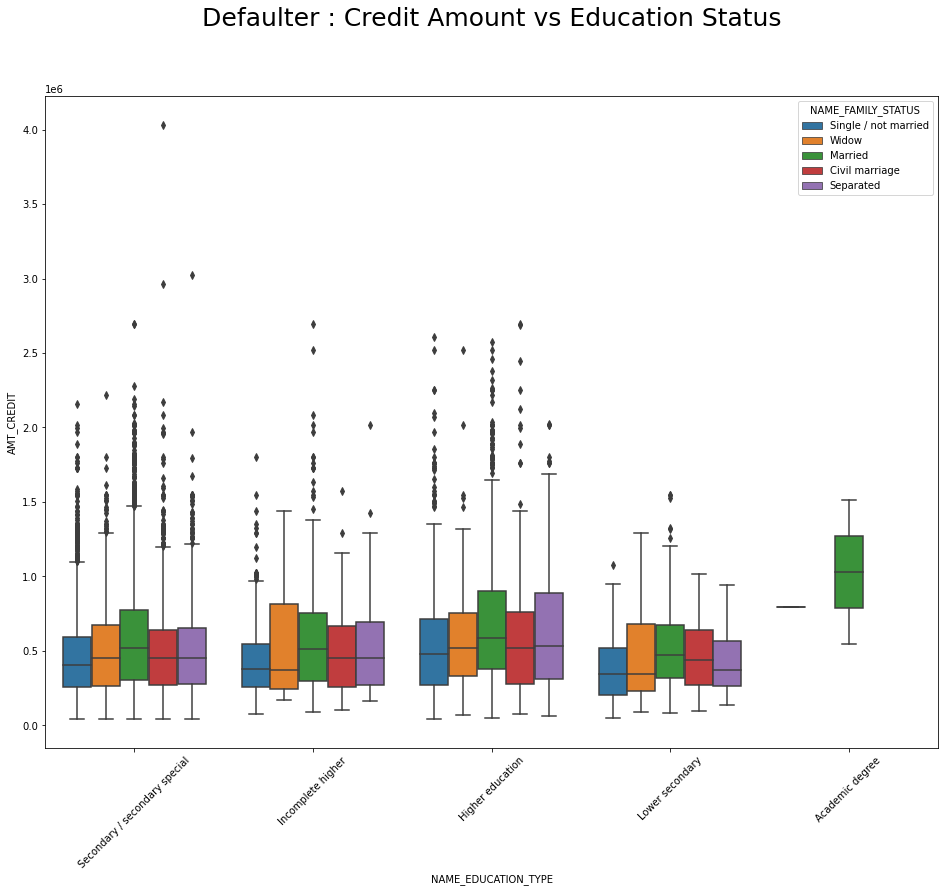 Defaulter : Credit Amount vs Education Status
1e6
NAME_FAMILY_STATUS
Single / not married
Widow
Married
Civil marriage
Separated
4.0
3.5
3.0
2.5
2.0
1.5
1.0
0.5
0.0
AMT_CREDIT
Secondary / secondary special
Incomplete higher
Higher education
Lower secondary
Academic degree
NAME_EDUCATION_TYPE